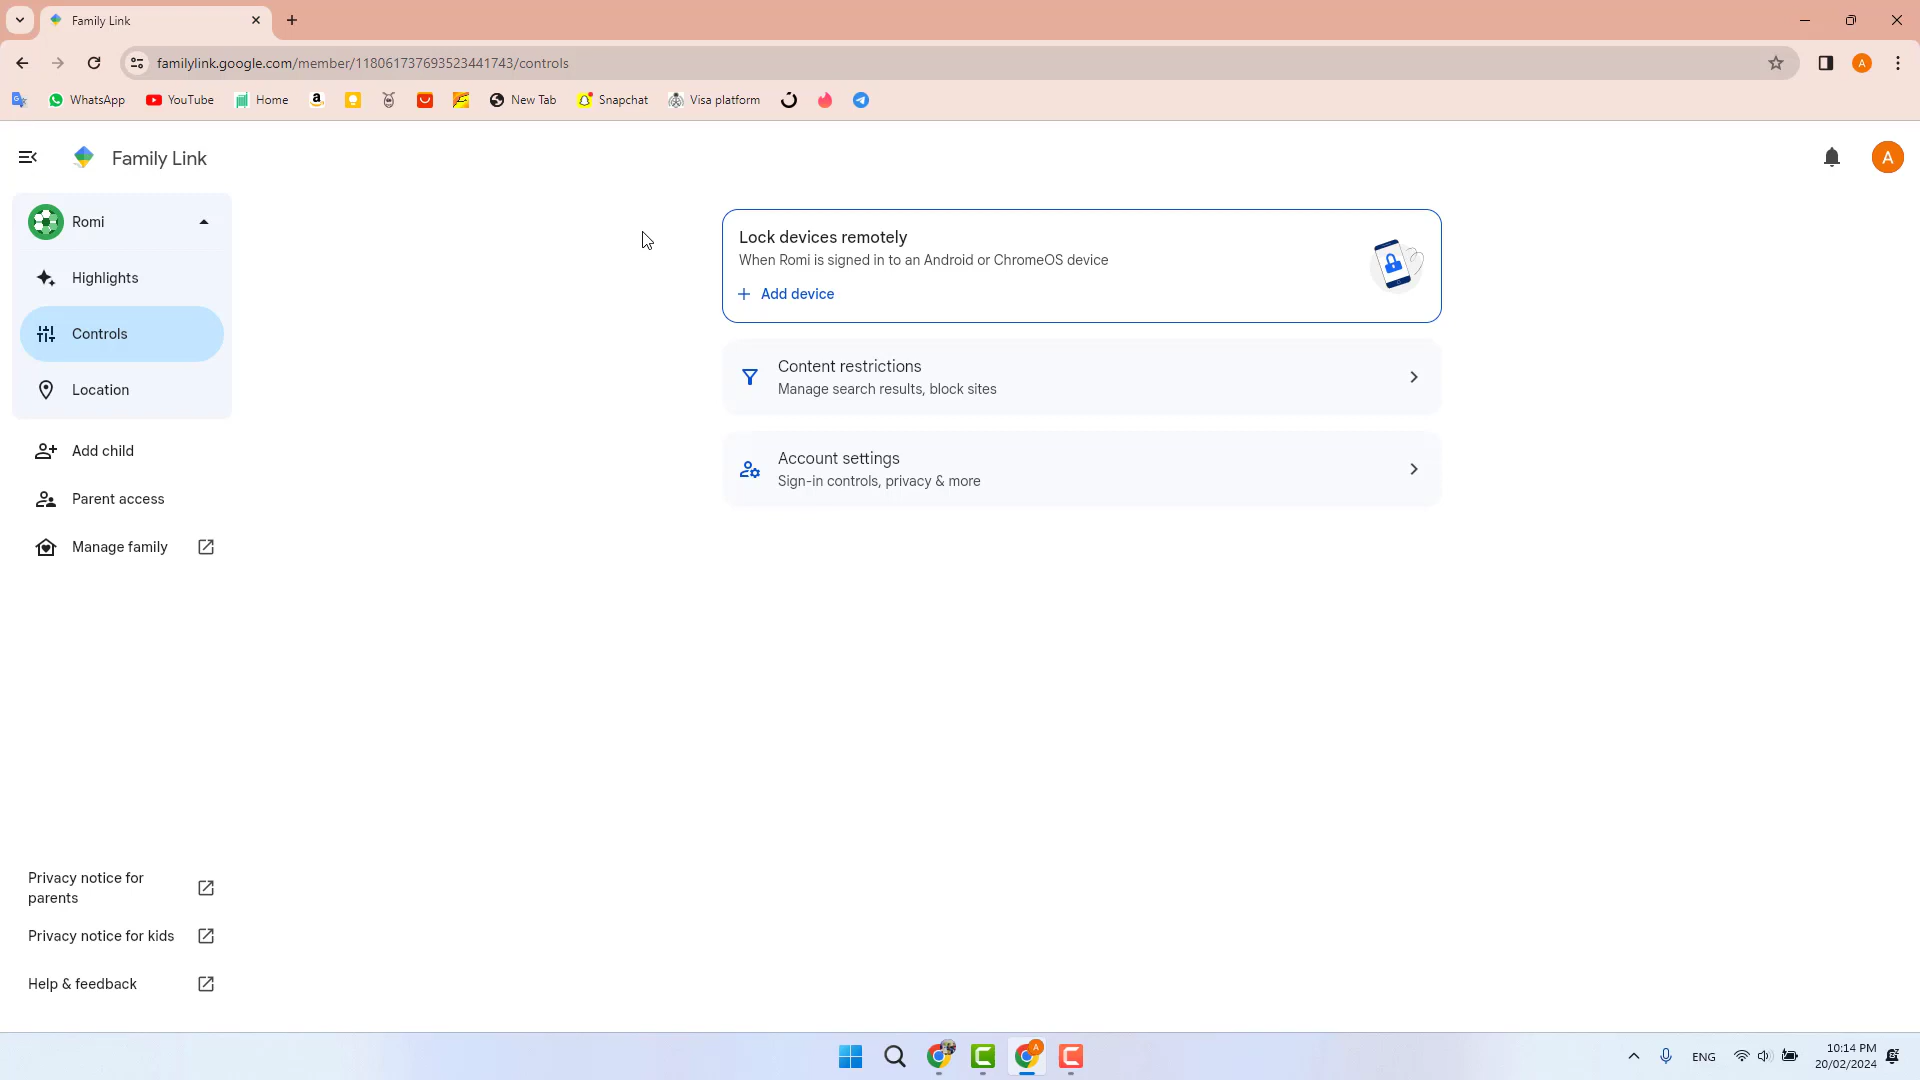 Family Link
familylink.google.com/member/118061737693523441743/controls
A
WhatsApp
YouTube
Home
New Tab
Snapchat
Visa platform
Family Link
A
Romi
Highlights
Controls
Location
Add child
Parent access
Manage family
Lock devices remotely
When Romi is signed in to an Android or ChromeOS device
Add device
Content restrictions
Manage search results, block sites
Account settings
Sign-in controls, privacy & more
Privacy notice for
parents
Privacy notice for kids
Help & feedback
A
ENG
10:14 PM
20/02/2024